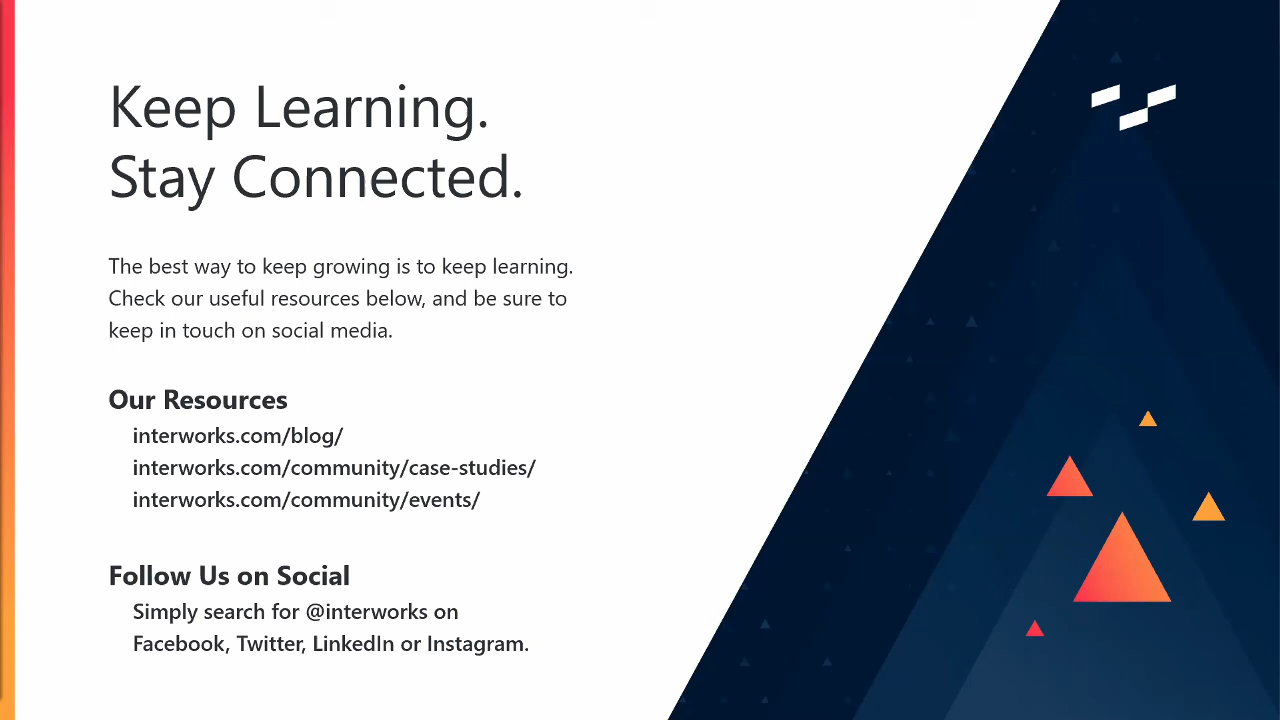 Keep Learning.
Stay Connected.
The best way to keep growing is to keep learning.
Check our useful resources below, and be sure to
keep in touch on social media.
Our Resources
interworks.com/blog/
interworks.com/community/case-studies/
interworks.com/community/events/
Follow Us on Social
Simply search for @interworks on
Facebook, Twitter, LinkedIn or Instagram.